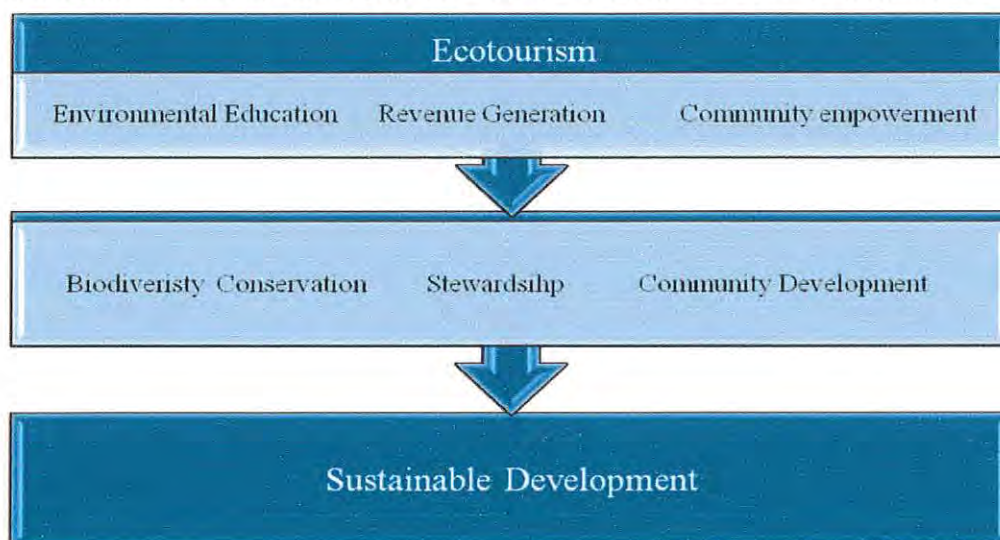 Ecotourism
Environmental Education Revenue Generation Community empowerment
Biodiveristy Conservation Stewardsihp Community Development
Sustainable Development